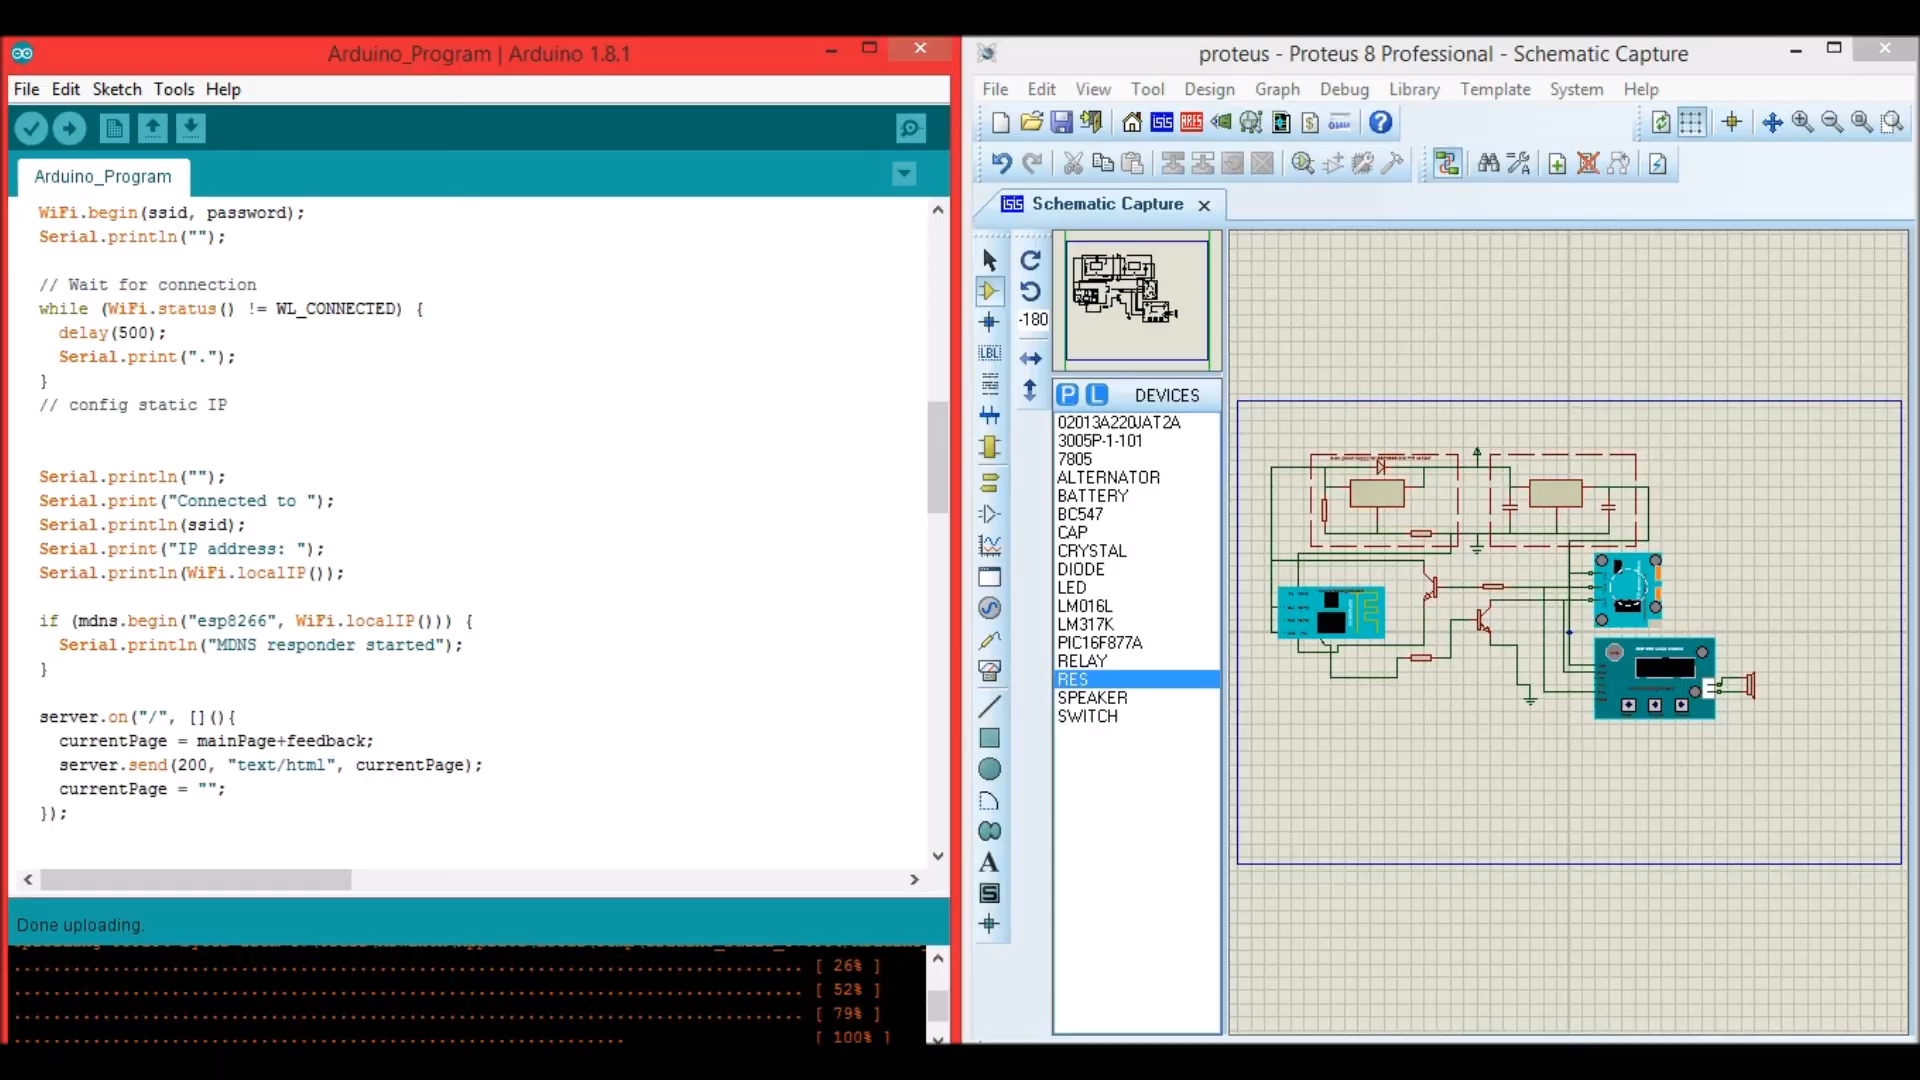 Arduino_Program | Arduino 1.8.1
File Edit Sketch Tools Help
Arduino_Program
WiFi.begin(ssid, password);
Serial.println("");
// Wait for connection
while (WiFi.status() != WL_CONNECTED) {
delay(500);
Serial.print(".");
}
// config static IP
Serial.println("");
Serial.print("Connected to ");
Serial.println(ssid);
Serial.print("IP address: ");
Serial.println(WiFi.localIP());
if (mdns.begin("esp8266", WiFi.localIP())) {
Serial.println("MDNS responder started");
}
server.on("/", [](){
currentPage = mainPage+feedback;
server.send(200, "text/html", currentPage);
currentPage = "";
});
Done uploading.
................................................................................ [ 26% ]
................................................................................ [ 52% ]
................................................................................ [ 79% ]
.............................................................. [ 100% ]
proteus - Proteus 8 Professional - Schematic Capture
File Edit View Tool Design Graph Debug Library Template System Help
ISIS ARES
ISIS Schematic Capture
-180
LBL
A
S
P L DEVICES
02013A220JAT2A
3005P-1-101
7805
ALTERNATOR
BATTERY
BC547
CAP
CRYSTAL
DIODE
LED
LM016L
LM317K
PIC16F877A
RELAY
RES
SPEAKER
SWITCH